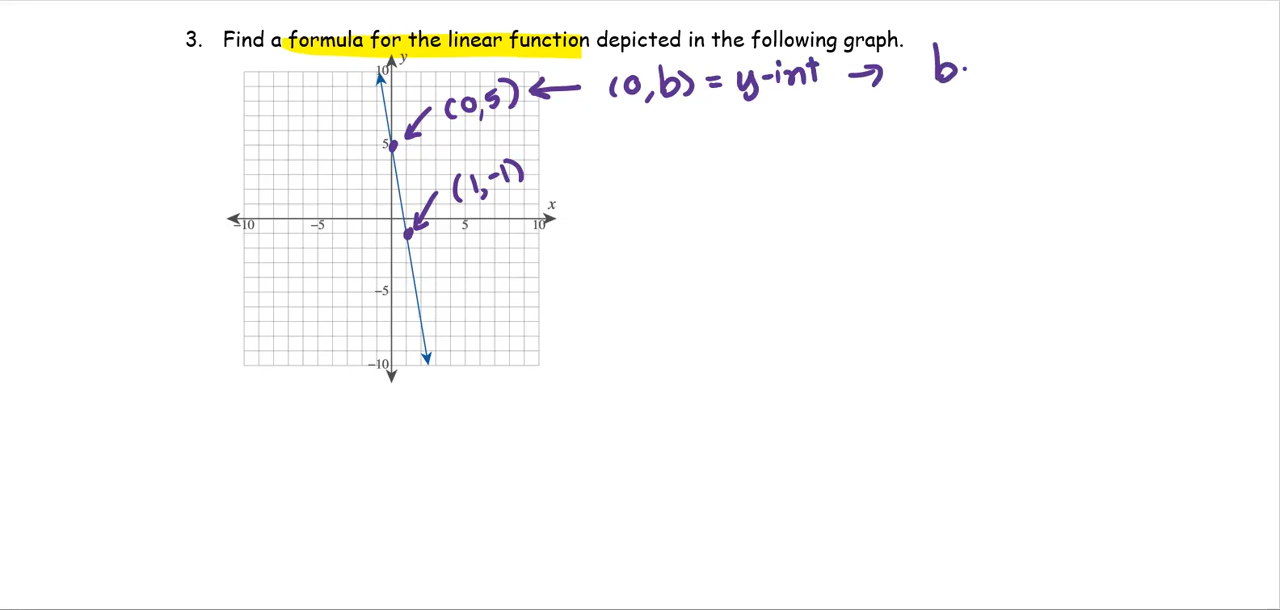 3. Find a formula for the linear function depicted in the following graph.
y
10
(0,5) ← (0,b) = y-int → b.
5
(1,-1)
x
-10 -5 5 10
-5
-10